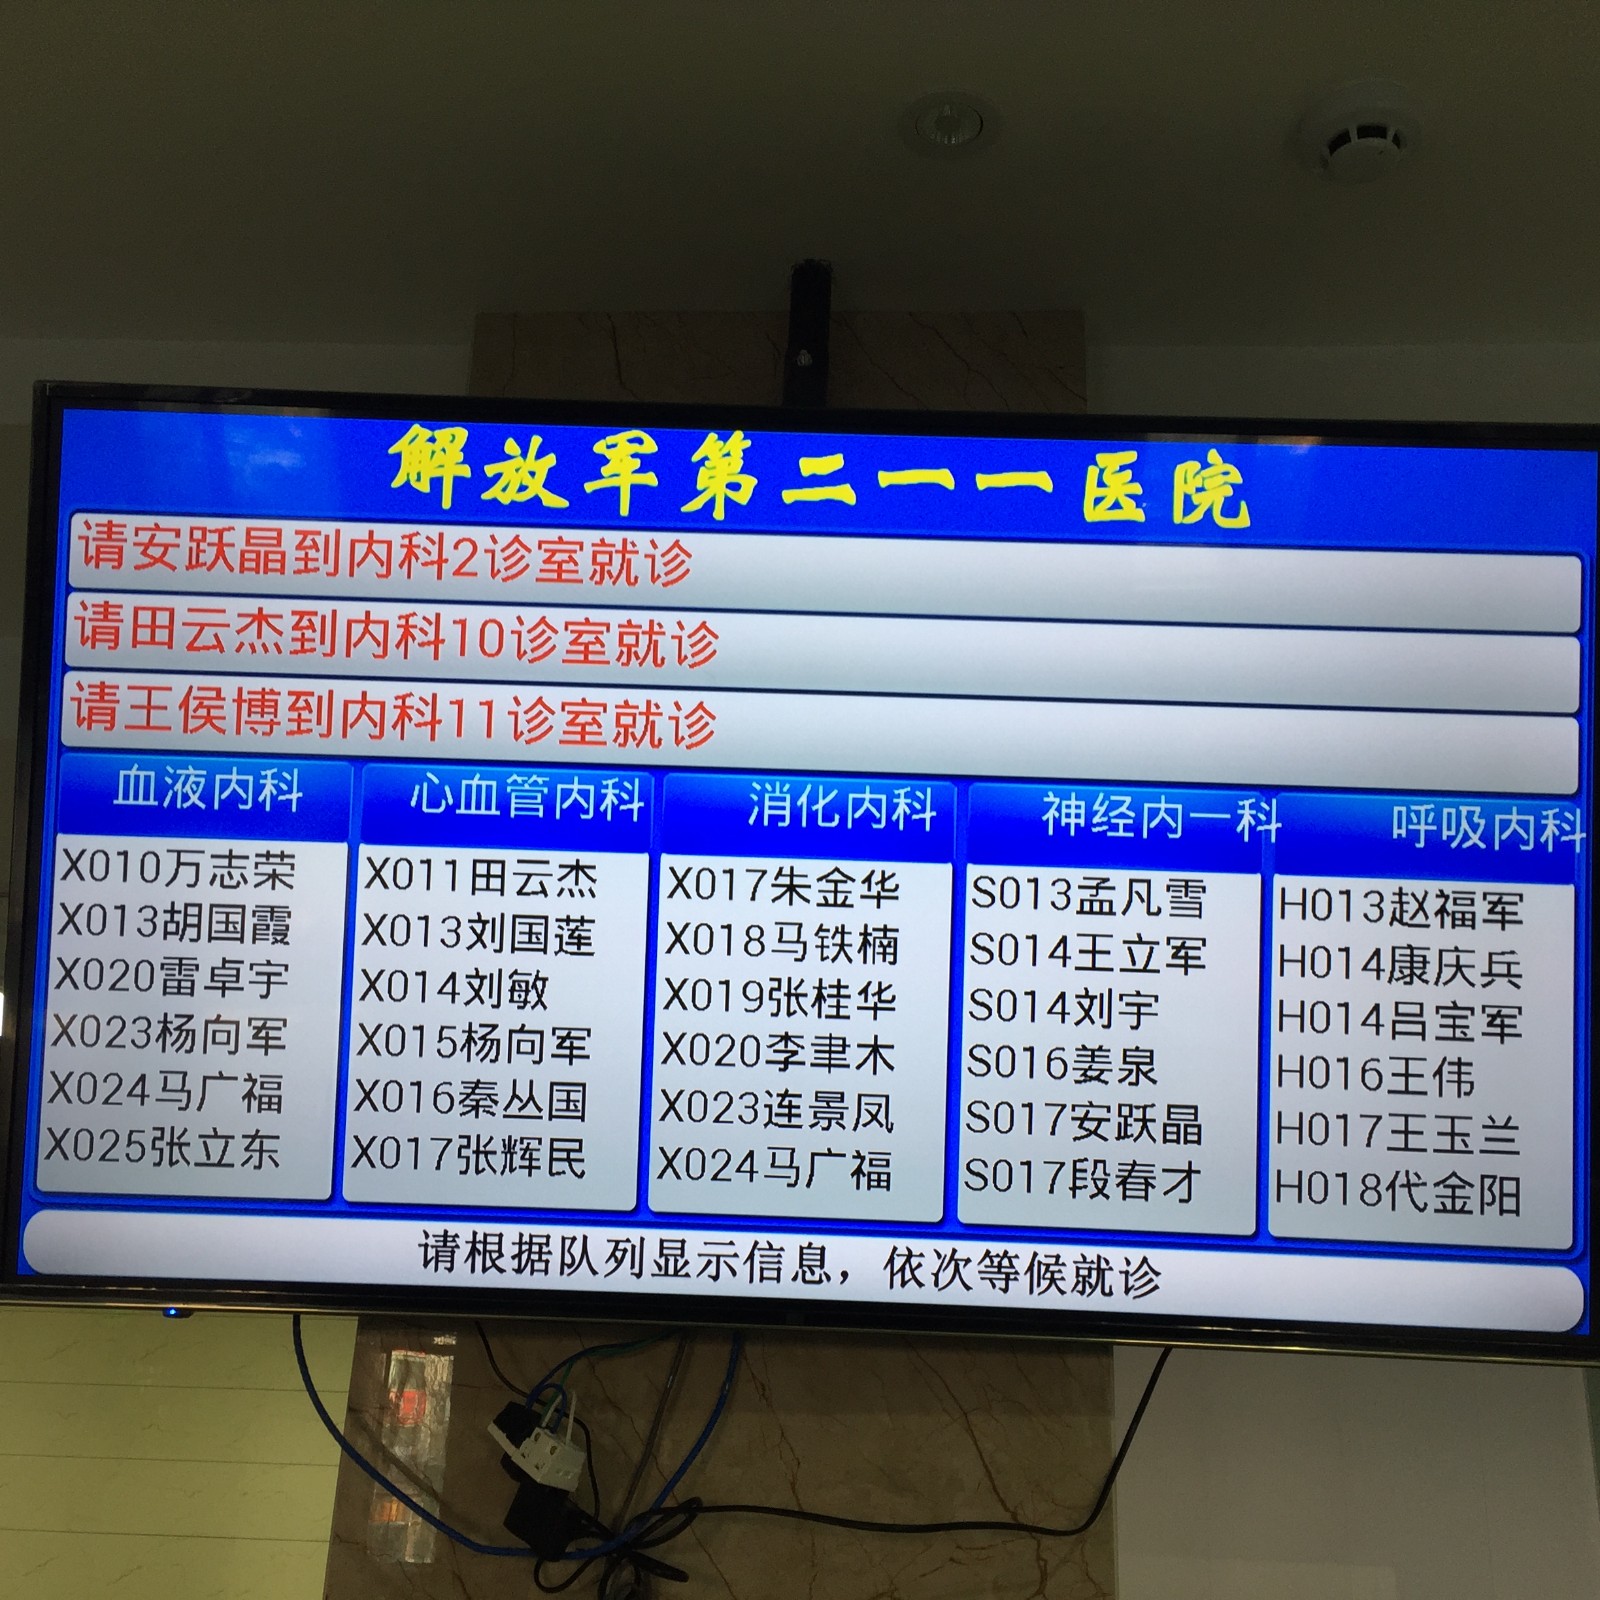 解放军第二一一医院
请安跃晶到内科2诊室就诊
请田云杰到内科10诊室就诊
请王侯博到内科11诊室就诊
血液内科
X010万志荣
X013胡国霞
X020雷卓宇
X023杨向军
X024马广福
X025张立东
心血管内科
X011田云杰
X013刘国莲
X014刘敏
X015杨向军
X016秦丛国
X017张辉民
消化内科
X017朱金华
X018马铁楠
X019张桂华
X020李聿木
X023连景凤
X024马广福
神经内一科
S013孟凡雪
S014王立军
S014刘宇
S016姜泉
S017安跃晶
S017段春才
呼吸内科
H013赵福军
H014康庆兵
H014吕宝军
H016王伟
H017王玉兰
H018代金阳
请根据队列显示信息，依次等候就诊